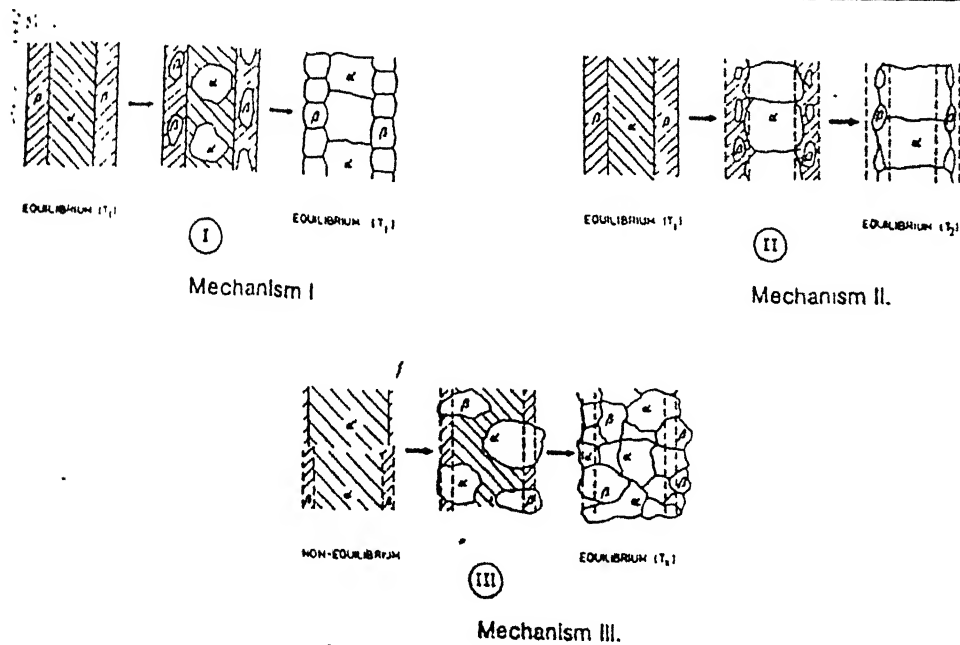 β α β
α β α β
α β β α
EQUILIBRIUM (T₁)
EQUILIBRIUM (T₁)
I
Mechanism I
β α β
α
α
EQUILIBRIUM (T₁)
EQUILIBRIUM (T₂)
II
Mechanism II.
α
α
β α α β
α β α α β α
NON-EQUILIBRIUM
EQUILIBRIUM (T₁)
III
Mechanism III.